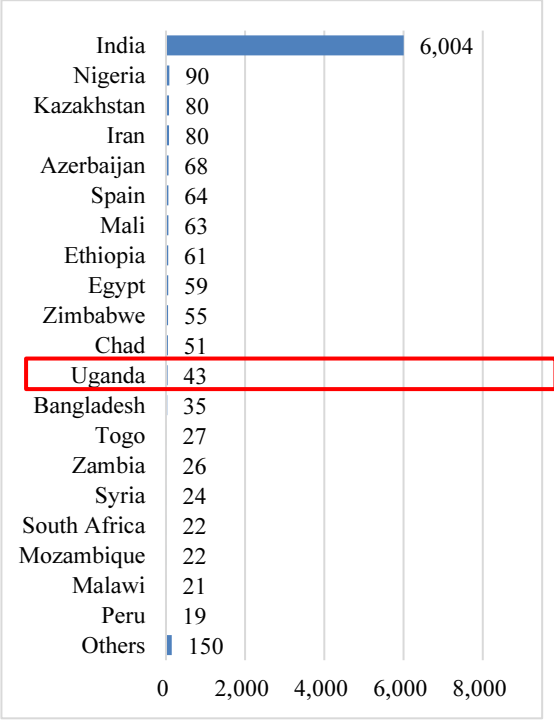 India 6,004
Nigeria 90
Kazakhstan 80
Iran 80
Azerbaijan 68
Spain 64
Mali 63
Ethiopia 61
Egypt 59
Zimbabwe 55
Chad 51
Uganda 43
Bangladesh 35
Togo 27
Zambia 26
Syria 24
South Africa 22
Mozambique 22
Malawi 21
Peru 19
Others 150
0 2,000 4,000 6,000 8,000